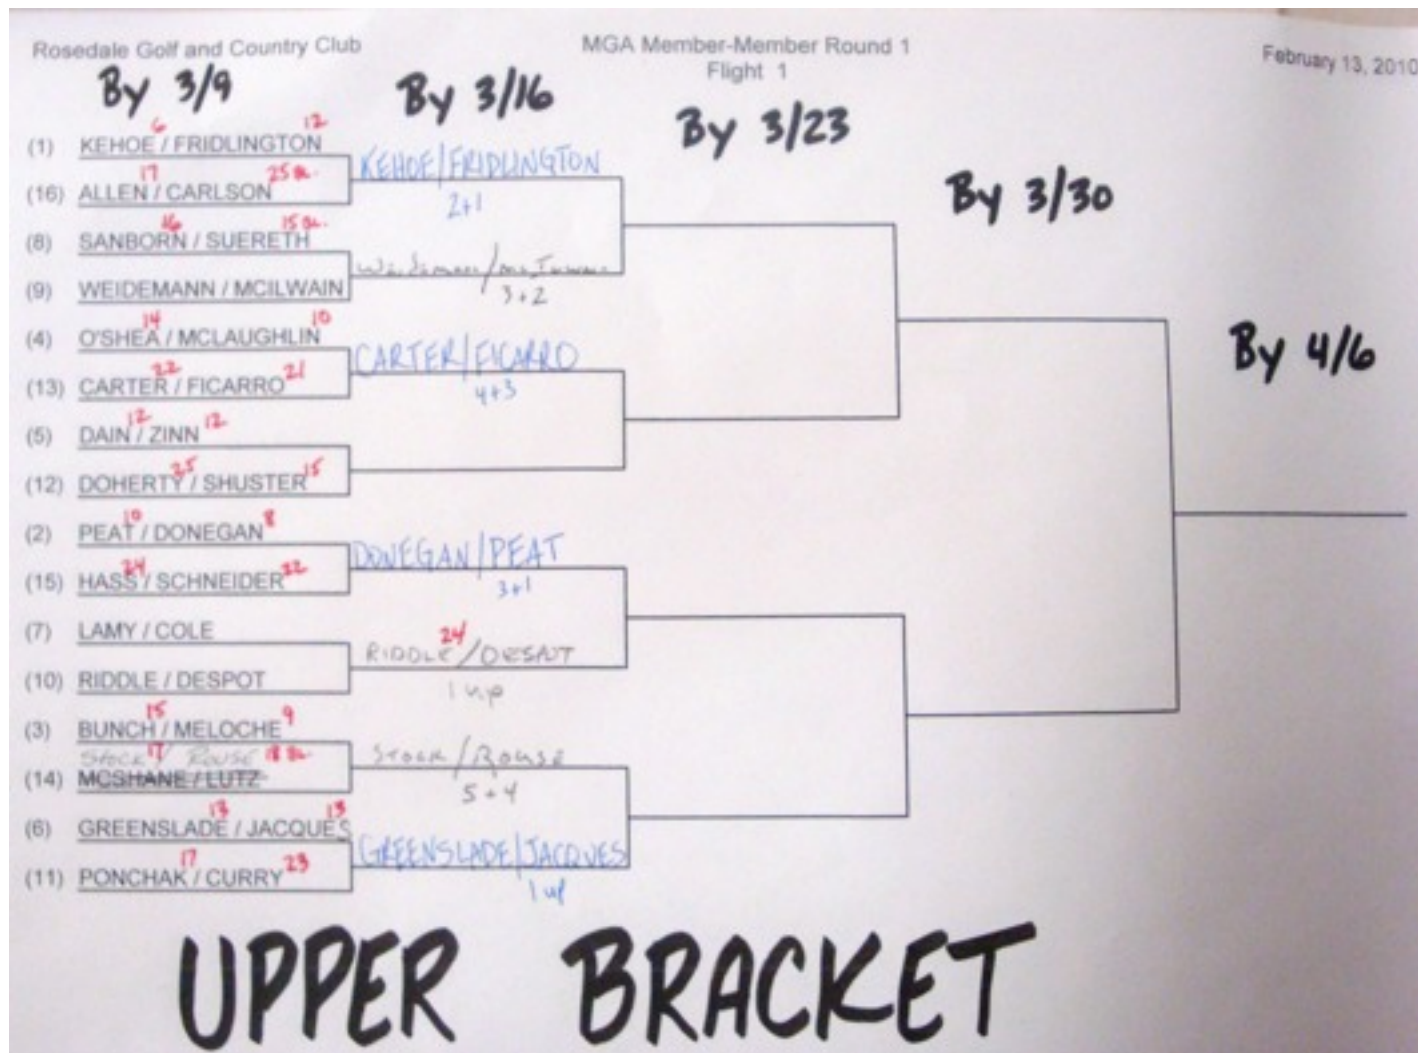 Rosedale Golf and Country Club
MGA Member-Member Round 1
Flight 1
February 13, 2010
By 3/9
By 3/16
By 3/23
By 3/30
By 4/6
6 12
(1) KEHOE / FRIDLINGTON
KEHOE/FRIDLINGTON
2+1
17 25
(16) ALLEN / CARLSON
16 15
(8) SANBORN / SUERETH
Weidemann/McIlwain
3+2
(9) WEIDEMANN / MCILWAIN
14 10
(4) O'SHEA / MCLAUGHLIN
CARTER/FICARRO
4+3
22 21
(13) CARTER / FICARRO
12 12
(5) DAIN / ZINN
25 15
(12) DOHERTY / SHUSTER
10 8
(2) PEAT / DONEGAN
DONEGAN/PEAT
3+1
24 22
(15) HASS / SCHNEIDER
(7) LAMY / COLE
24
RIDDLE/DESPOT
1 up
(10) RIDDLE / DESPOT
15 9
(3) BUNCH / MELOCHE
17 18
STOCK / ROUSE
Stock/Rouse
5+4
(14) MCSHANE / LUTZ
13 13
(6) GREENSLADE / JACQUES
GREENSLADE/JACQUES
1 up
17 23
(11) PONCHAK / CURRY
UPPER BRACKET